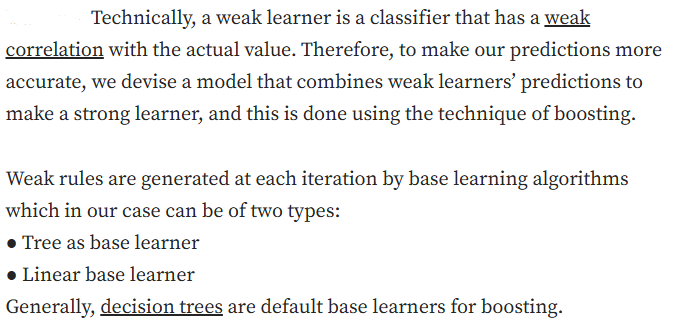 Technically, a weak learner is a classifier that has a weak
correlation with the actual value. Therefore, to make our predictions more
accurate, we devise a model that combines weak learners’ predictions to
make a strong learner, and this is done using the technique of boosting.
Weak rules are generated at each iteration by base learning algorithms
which in our case can be of two types:
● Tree as base learner
● Linear base learner
Generally, decision trees are default base learners for boosting.